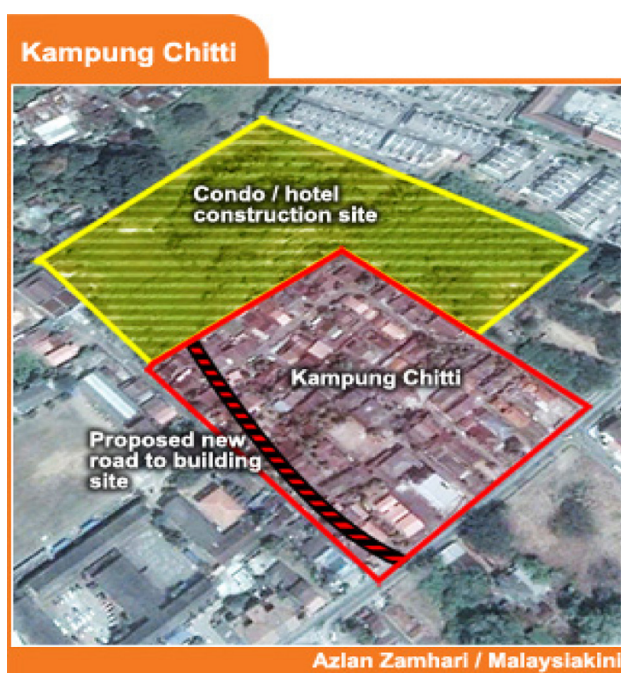 Kampung Chitti
Condo / hotel
construction site
Kampung Chitti
Proposed new
road to building
site
Azlan Zamhari / Malaysiakini